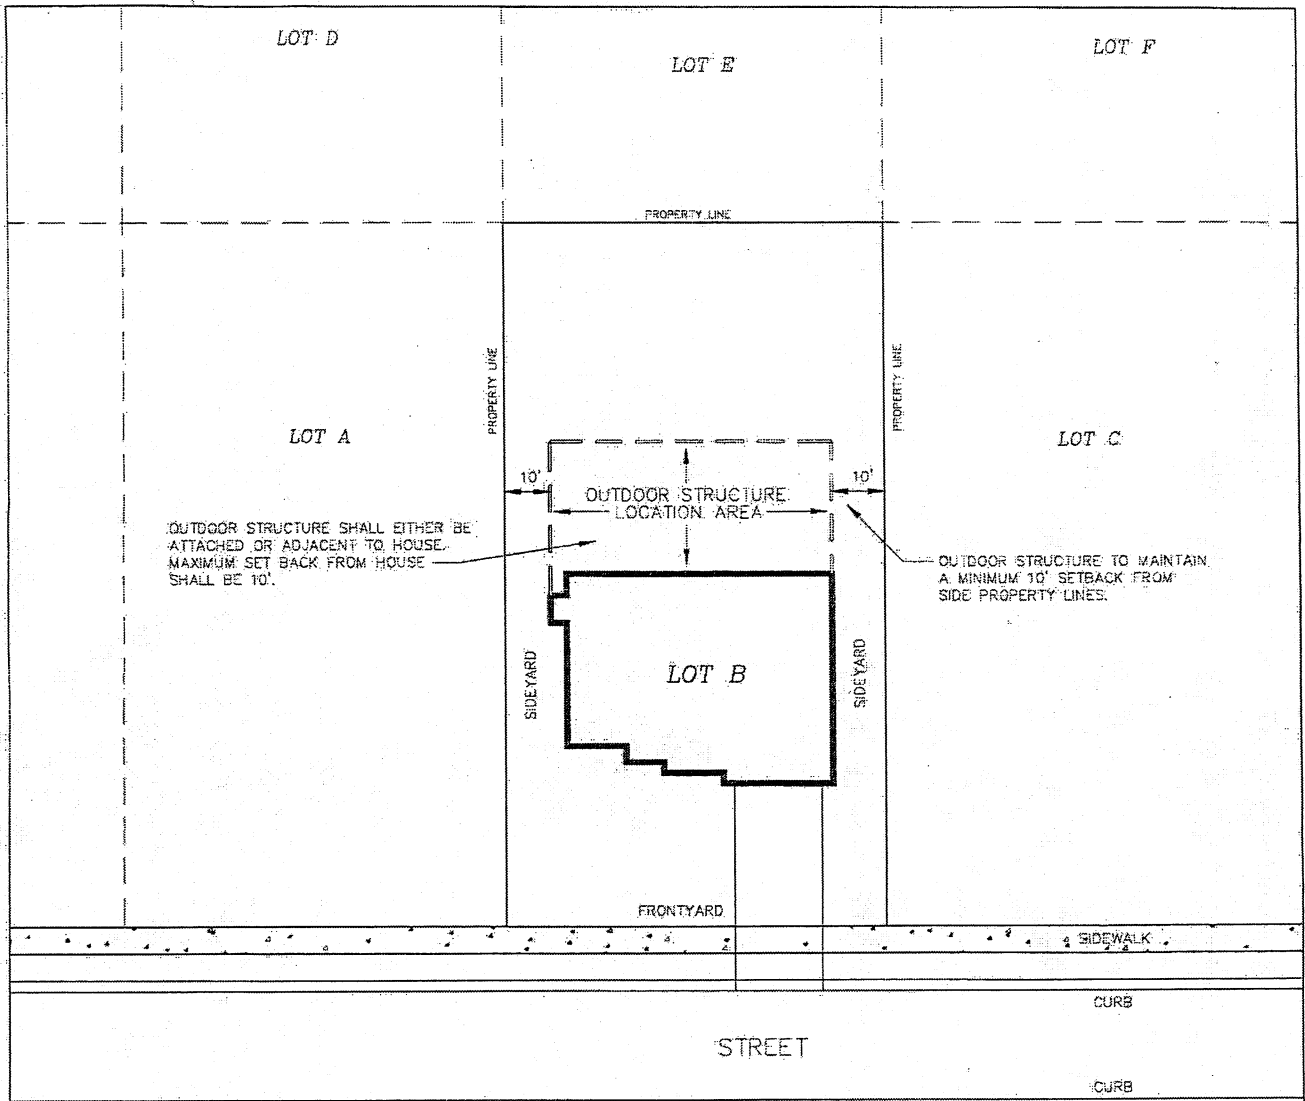 LOT D
LOT E
LOT F
PROPERTY LINE
PROPERTY LINE
PROPERTY LINE
LOT A
LOT C
10'
10'
OUTDOOR STRUCTURE
LOCATION AREA
OUTDOOR STRUCTURE SHALL EITHER BE
ATTACHED OR ADJACENT TO HOUSE.
MAXIMUM SET BACK FROM HOUSE
SHALL BE 10'.
OUTDOOR STRUCTURE TO MAINTAIN
A MINIMUM 10' SETBACK FROM
SIDE PROPERTY LINES.
SIDEYARD
LOT B
SIDEYARD
FRONTYARD
SIDEWALK
CURB
STREET
CURB